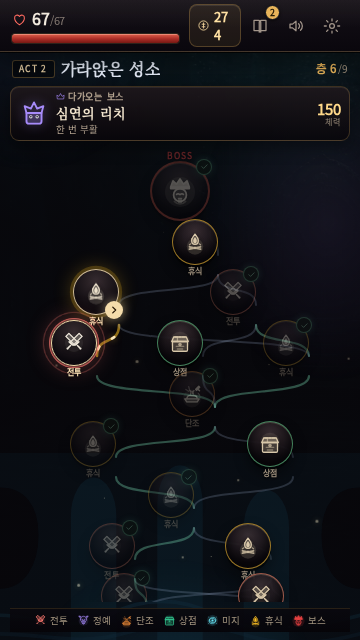 67/67
27
4
2
ACT 2 가라앉은 성소
층 6/9
다가오는 보스
심연의 리치
한 번 부활
150
체력
BOSS
휴식
휴식
전투
전투
상점
휴식
단조
휴식
상점
휴식
전투
휴식
전투 정예 단조 상점 미지 휴식 보스